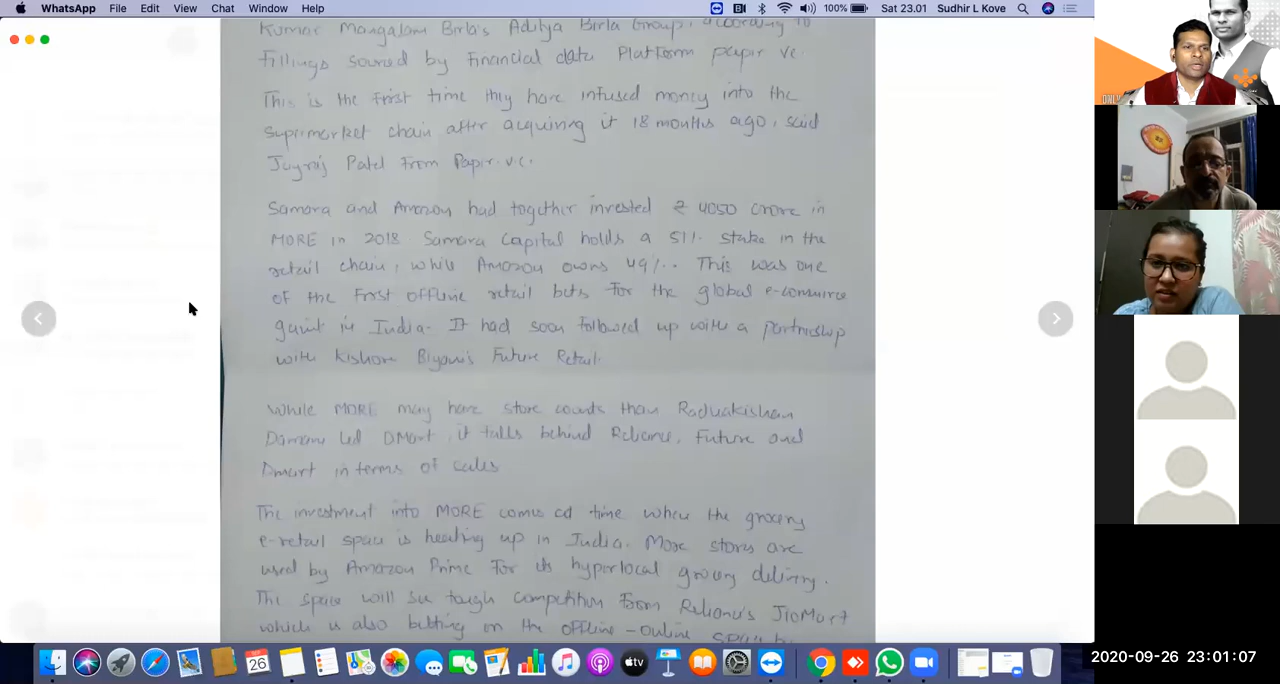 WhatsApp File Edit View Chat Window Help 100% Sat 23.01 Sudhir L Kove
Kumar Mangalam Birla's Aditya Birla Group, according to
fillings sourced by Financial data Platform papir vc.
This is the First time they have infused money into the
suprimarket chain after acquiring it 18 months ago, said
Patel From Papir.v.c.
Samara and Amazon had together invested ₹ 4050 crore in
MORE in 2018. Samara Capital holds a 51%. stake in the
retail chain, while Amazon owns 49%. This was one
of the First offline retail bets for the global e-commerce
in India. It had soon followed up with a
with Kishore Biyani's Future Retail.
While MORE may have store counts than Radhakishan
Damani Led DMart, it falls behind Reliance, Future and
Dmart in terms of
The investment into MORE comes at time when the grocery
e-retail space is heating up in India. More stores are
used by Amazon Prime For its hyperlocal grocery delivery.
The space will see tough competition From Reliance's JioMart
which is also betting on the offline-online
SEP
26
tv
2020-09-26 23:01:07